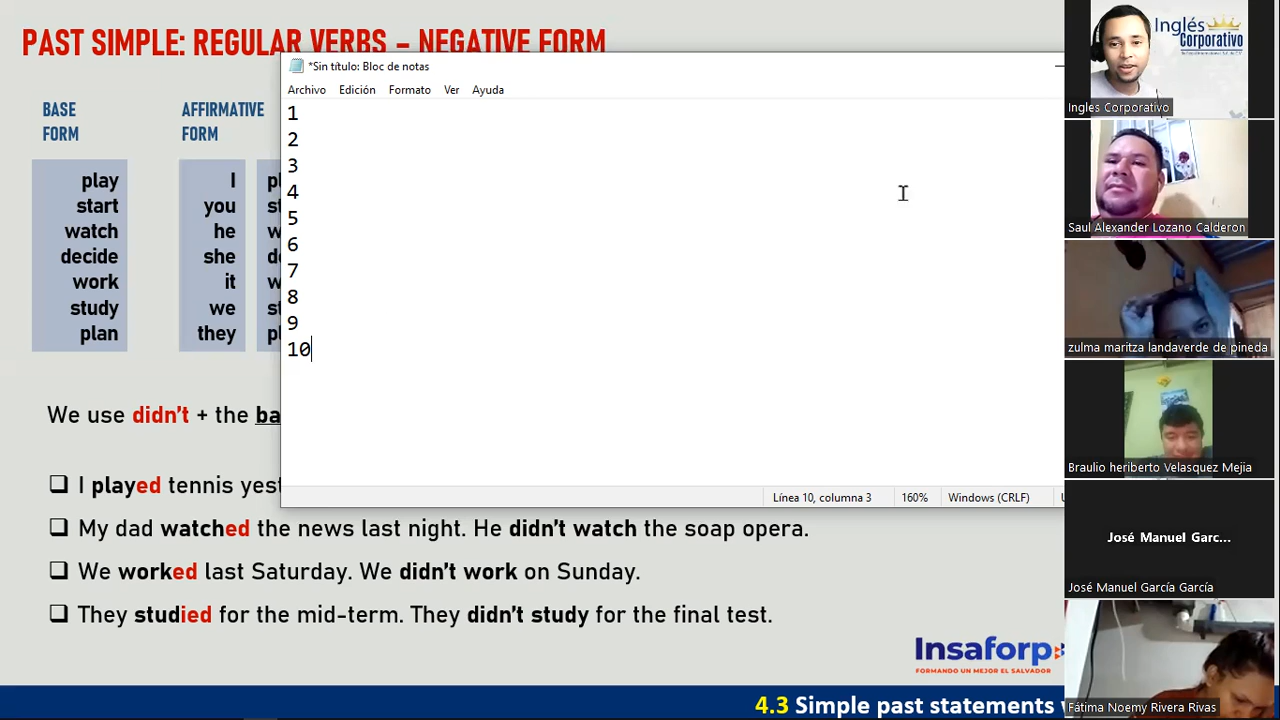 PAST SIMPLE: REGULAR VERBS – NEGATIVE FORM
BASE
FORM
AFFIRMATIVE
FORM
play
start
watch
decide
work
study
plan
I
you
he
she
it
we
they
*Sin título: Bloc de notas
Archivo Edición Formato Ver Ayuda
1
2
3
4
5
6
7
8
9
10
Línea 10, columna 3 160% Windows (CRLF)
We use didn't + the
❑ I played tennis
❑ My dad watched the news last night. He didn't watch the soap opera.
❑ We worked last Saturday. We didn't work on Sunday.
❑ They studied for the mid-term. They didn't study for the final test.
Insaforp
FORMANDO UN MEJOR EL SALVADOR
4.3 Simple past statements
Inglés
Corporativo
Ingles Corporativo
Saul Alexander Lozano Calderon
zulma maritza landaverde de pineda
Braulio heriberto Velasquez Mejia
José Manuel Garc...
José Manuel García García
Fátima Noemy Rivera Rivas